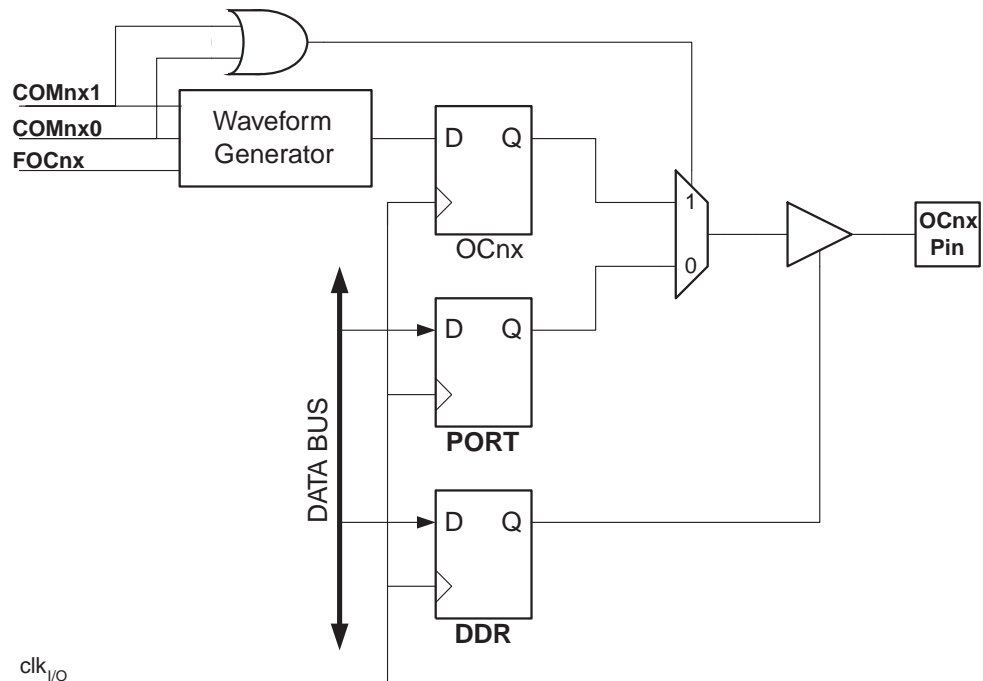 COMnx1
COMnx0
FOCnx
Waveform
Generator
D Q
OCnx
1
0
OCnx
Pin
D Q
PORT
DATA BUS
D Q
DDR
clkI/O